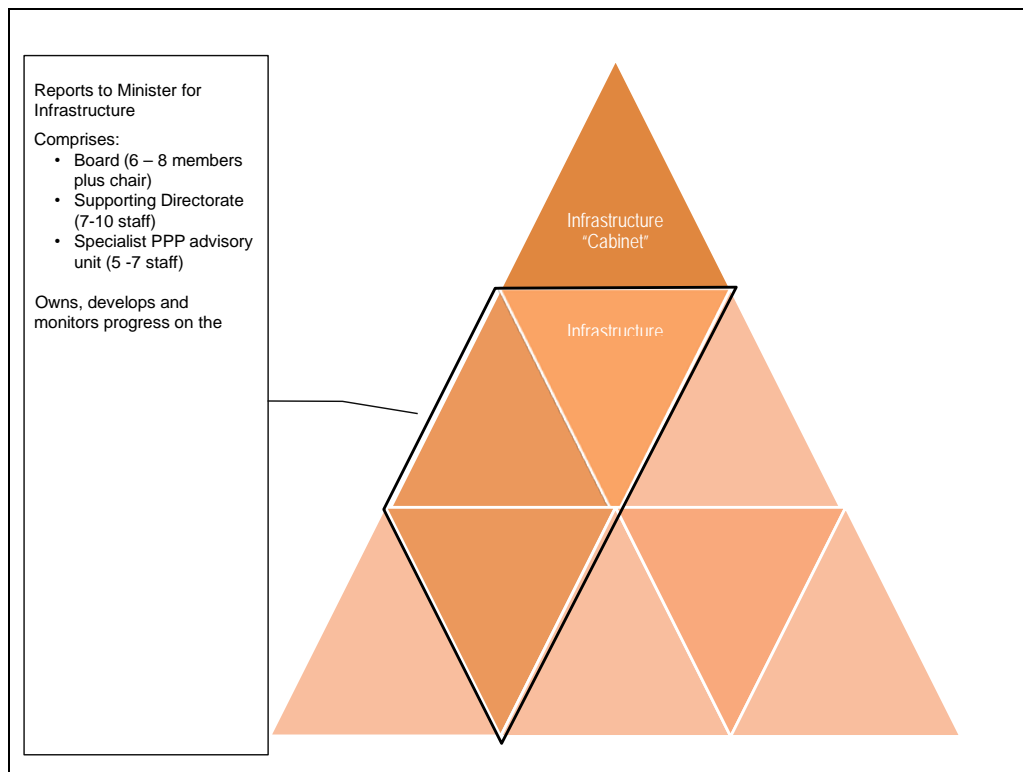 Reports to Minister for
Infrastructure
Comprises:
• Board (6 – 8 members
plus chair)
• Supporting Directorate
(7-10 staff)
• Specialist PPP advisory
unit (5 -7 staff)
Owns, develops and
monitors progress on the
Infrastructure
“Cabinet”
Infrastructure